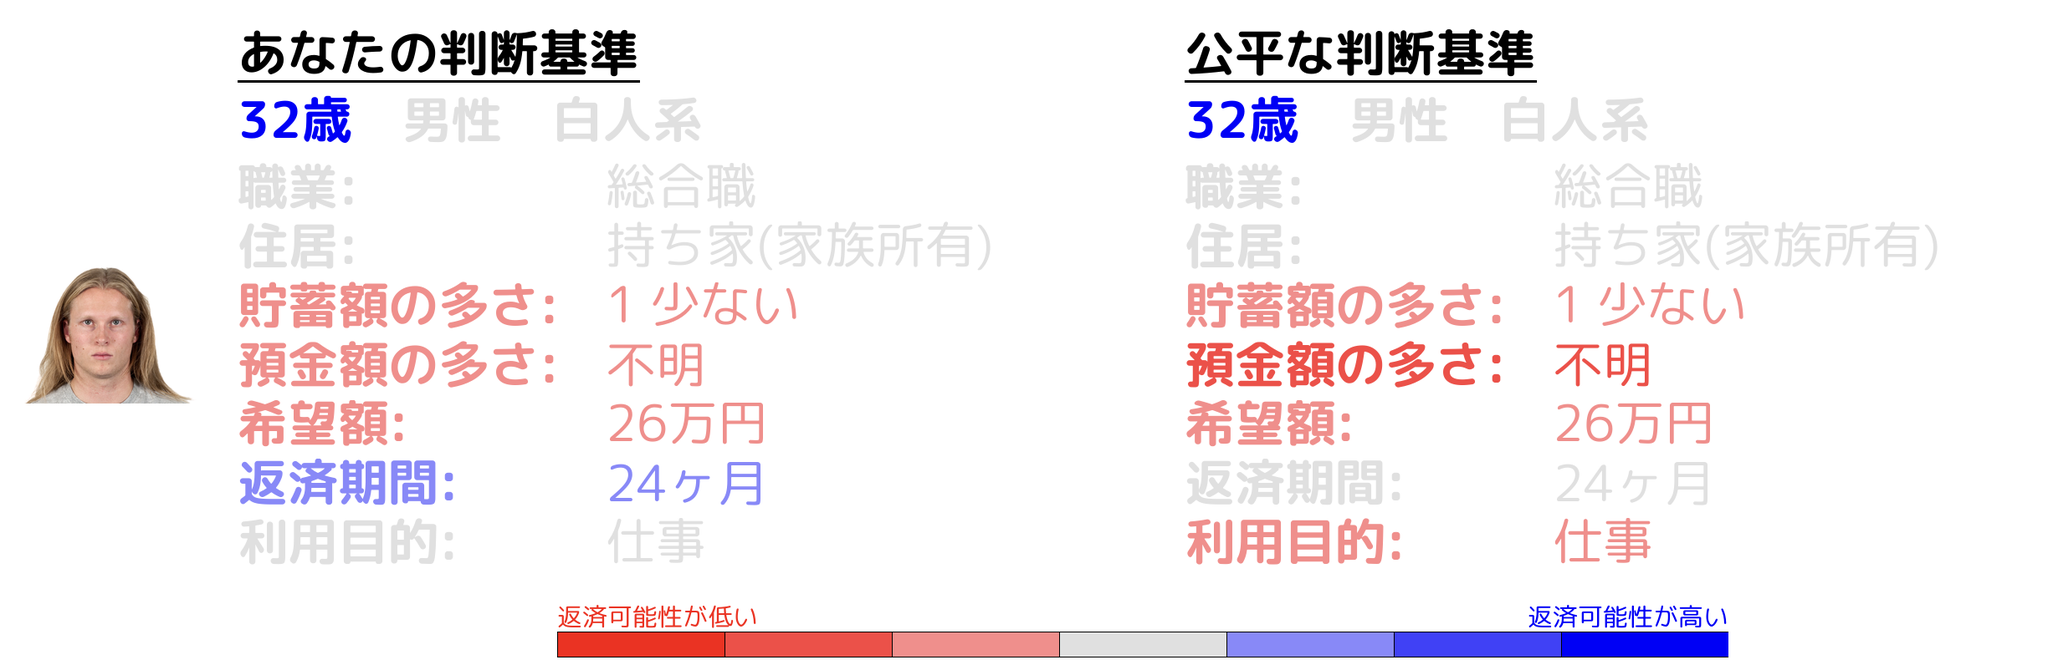 あなたの判断基準
32歳 男性 白人系
職業: 総合職
住居: 持ち家(家族所有)
貯蓄額の多さ: 1 少ない
預金額の多さ: 不明
希望額: 26万円
返済期間: 24ヶ月
利用目的: 仕事
公平な判断基準
32歳 男性 白人系
職業: 総合職
住居: 持ち家(家族所有)
貯蓄額の多さ: 1 少ない
預金額の多さ: 不明
希望額: 26万円
返済期間: 24ヶ月
利用目的: 仕事
返済可能性が低い
返済可能性が高い